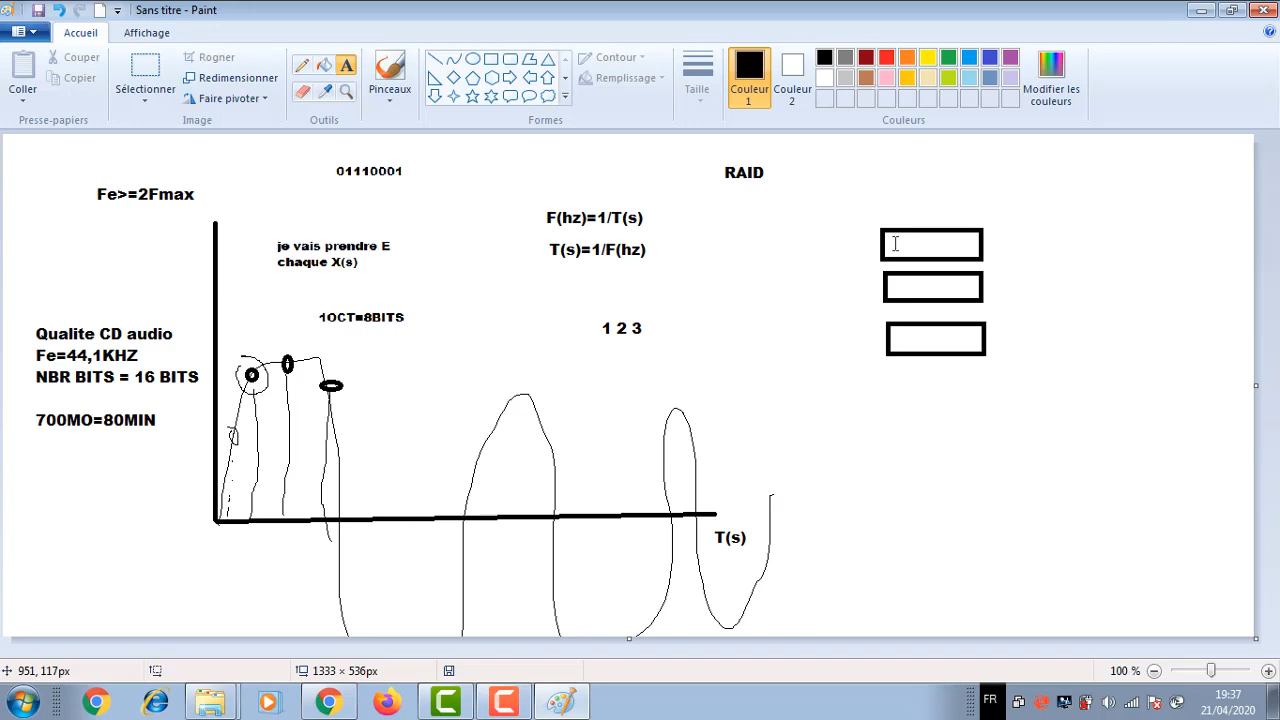 Sans titre - Paint
Accueil
Affichage
Coller
Couper
Copier
Presse-papiers
Sélectionner
Rogner
Redimensionner
Faire pivoter
Image
A
Outils
Pinceaux
Contour
Remplissage
Formes
Taille
Couleur 1
Couleur 2
Modifier les couleurs
Couleurs
01110001
RAID
Fe>=2Fmax
F(hz)=1/T(s)
je vais prendre E
chaque X(s)
T(s)=1/F(hz)
1OCT=8BITS
1 2 3
Qualite CD audio
Fe=44,1KHZ
NBR BITS = 16 BITS
700MO=80MIN
T(s)
951, 117px
1333 × 536px
100 %
FR
19:37
21/04/2020